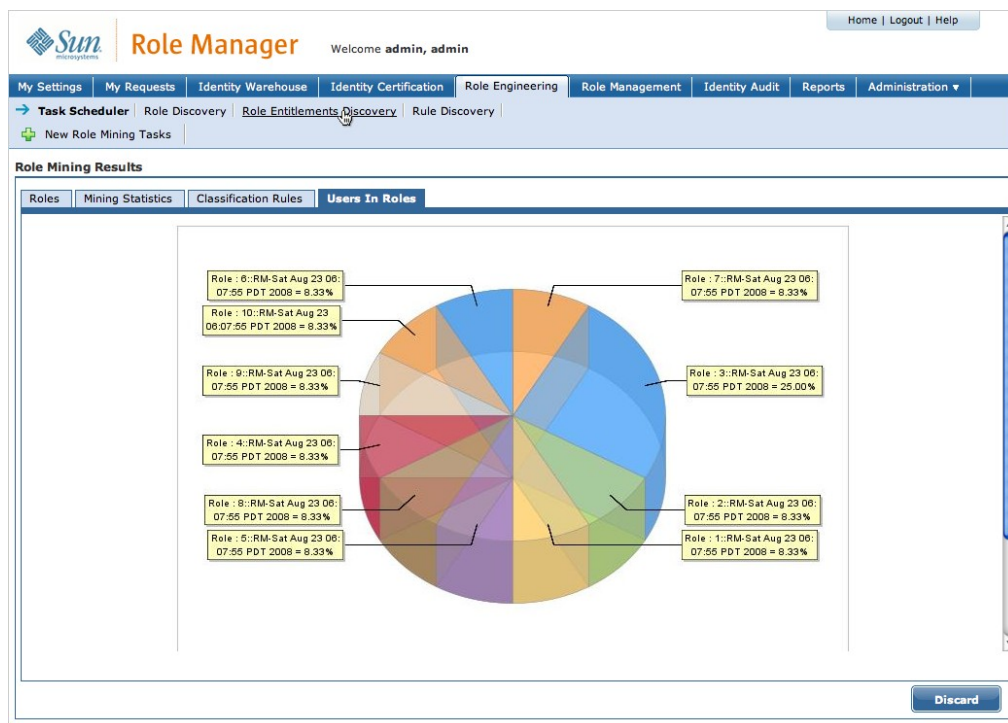 Home | Logout | Help
Sun
microsystems
Role Manager
Welcome admin, admin
My Settings
My Requests
Identity Warehouse
Identity Certification
Role Engineering
Role Management
Identity Audit
Reports
Administration ▾
Task Scheduler
Role Discovery
Role Entitlements Discovery
Rule Discovery
New Role Mining Tasks
Role Mining Results
Roles
Mining Statistics
Classification Rules
Users In Roles
Role : 6::RM-Sat Aug 23 06:
07:55 PDT 2008 = 8.33%
Role : 7::RM-Sat Aug 23 06:
07:55 PDT 2008 = 8.33%
Role : 10::RM-Sat Aug 23
06:07:55 PDT 2008 = 8.33%
Role : 9::RM-Sat Aug 23 06:
07:55 PDT 2008 = 8.33%
Role : 3::RM-Sat Aug 23 06:
07:55 PDT 2008 = 25.00%
Role : 4::RM-Sat Aug 23 06:
07:55 PDT 2008 = 8.33%
Role : 8::RM-Sat Aug 23 06:
07:55 PDT 2008 = 8.33%
Role : 2::RM-Sat Aug 23 06:
07:55 PDT 2008 = 8.33%
Role : 5::RM-Sat Aug 23 06:
07:55 PDT 2008 = 8.33%
Role : 1::RM-Sat Aug 23 06:
07:55 PDT 2008 = 8.33%
Discard